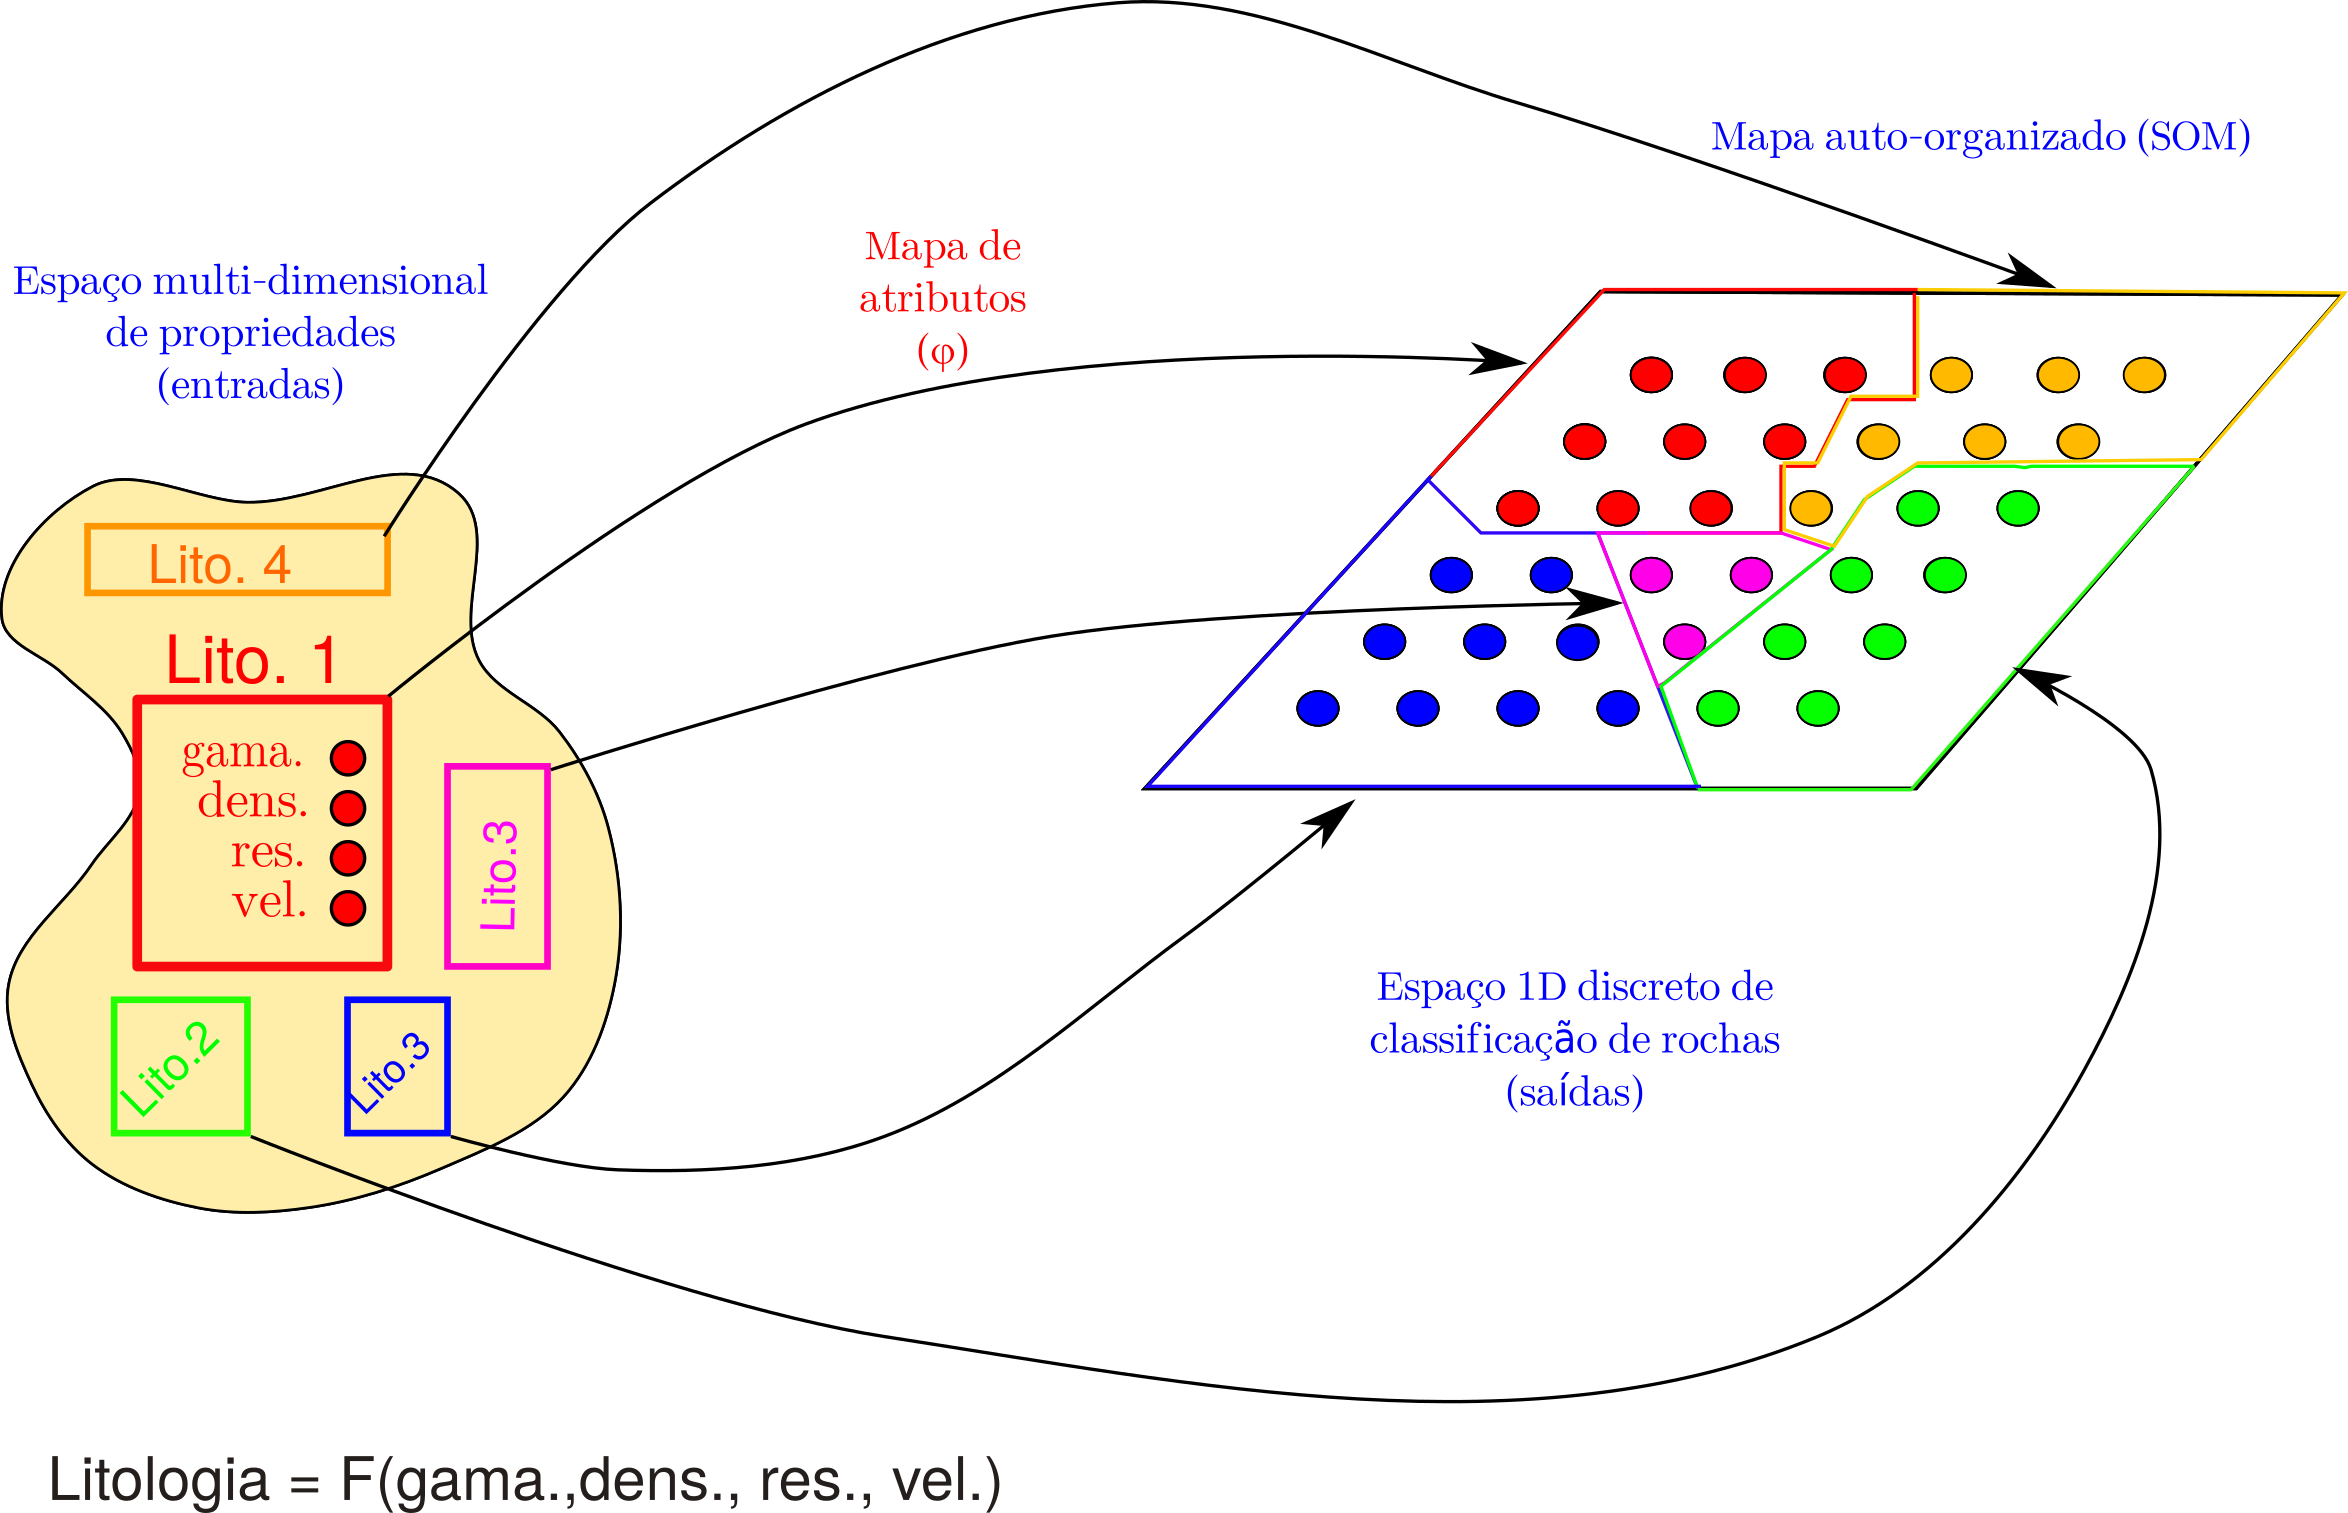 Mapa auto-organizado (SOM)
Mapa de
atributos
(φ)
Espaço multi-dimensional
de propriedades
(entradas)
Lito. 4
Lito. 1
gama.
dens.
res.
vel.
Lito.3
Lito.2
Lito.3
Espaço 1D discreto de
classificação de rochas
(saídas)
Litologia = F(gama.,dens., res., vel.)